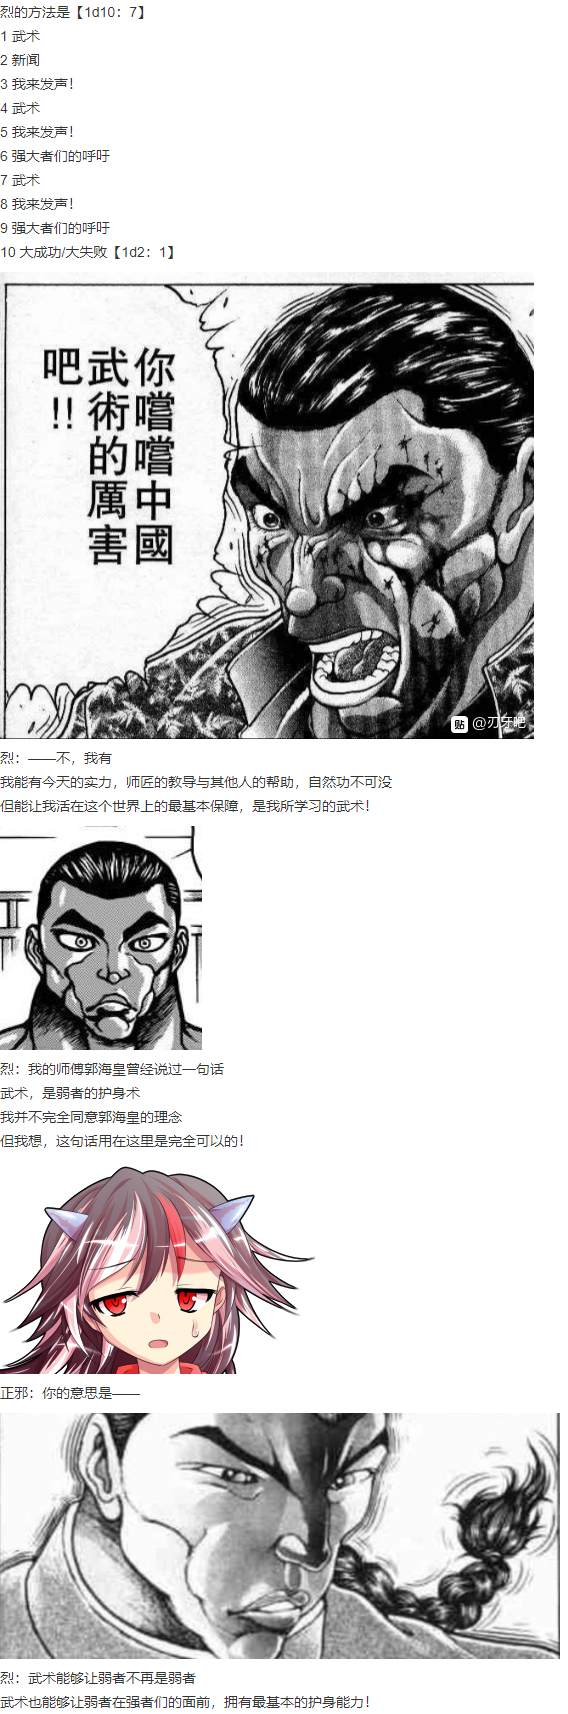 烈的方法是【1d10：7】
1 武术
2 新闻
3 我来发声！
4 武术
5 我来发声！
6 强大者们的呼吁
7 武术
8 我来发声！
9 强大者们的呼吁
10 大成功/大失败【1d2：1】
你嚐嚐中國
武術的厲害
吧!!
贴 @刃牙吧
烈：——不，我有
我能有今天的实力，师匠的教导与其他人的帮助，自然功不可没
但能让我活在这个世界上的最基本保障，是我所学习的武术！
烈：我的师傅郭海皇曾经说过一句话
武术，是弱者的护身术
我并不完全同意郭海皇的理念
但我想，这句话用在这里是完全可以的！
正邪：你的意思是——
烈：武术能够让弱者不再是弱者
武术也能够让弱者在强者们的面前，拥有最基本的护身能力！